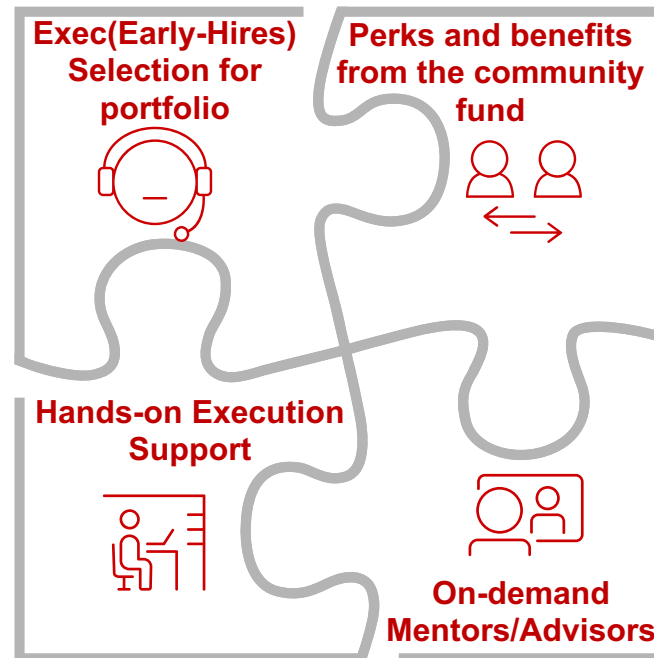 Exec(Early-Hires)
Selection for
portfolio
Perks and benefits
from the community
fund
Hands-on Execution
Support
On-demand
Mentors/Advisors